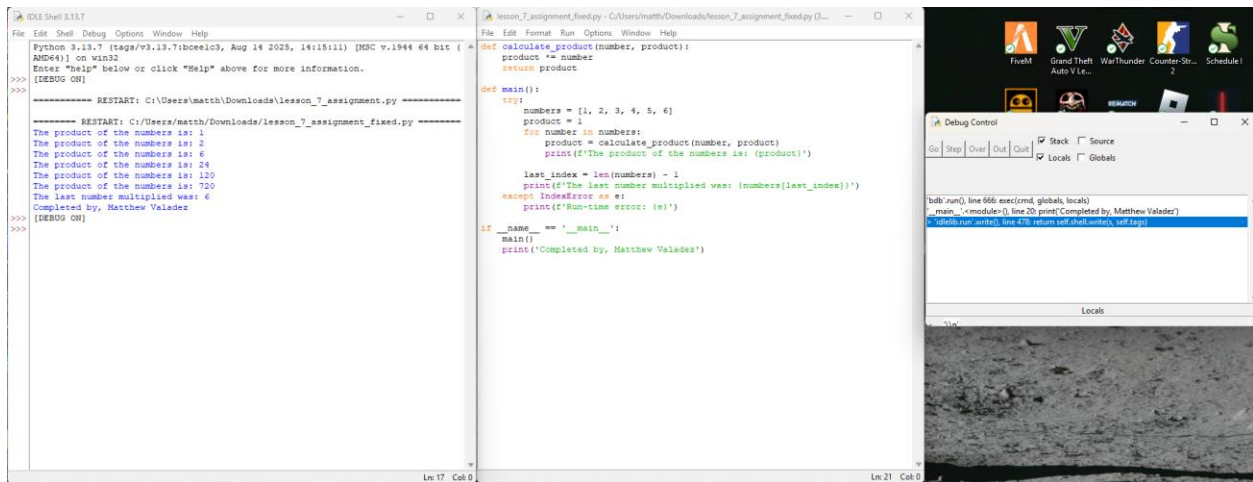 IDLE Shell 3.13.7
File Edit Shell Debug Options Window Help
Python 3.13.7 (tags/v3.13.7:bcee1c3, Aug 14 2025, 14:15:11) [MSC v.1944 64 bit (
AMD64)] on win32
Enter "help" below or click "Help" above for more information.
>>> [DEBUG ON]
>>>
=========== RESTART: C:\Users\matth\Downloads\lesson_7_assignment.py ===========
======== RESTART: C:/Users/matth/Downloads/lesson_7_assignment_fixed.py ========
The product of the numbers is: 1
The product of the numbers is: 2
The product of the numbers is: 6
The product of the numbers is: 24
The product of the numbers is: 120
The product of the numbers is: 720
The last number multiplied was: 6
Completed by, Matthew Valadez
>>> [DEBUG ON]
>>>
Ln: 17 Col: 0
lesson_7_assignment_fixed.py - C:/Users/matth/Downloads/lesson_7_assignment_fixed.py (3....
File Edit Format Run Options Window Help
def calculate_product(number, product):
    product *= number
    return product
def main():
    try:
        numbers = [1, 2, 3, 4, 5, 6]
        product = 1
        for number in numbers:
            product = calculate_product(number, product)
            print(f'The product of the numbers is: {product}')
        last_index = len(numbers) - 1
        print(f'The last number multiplied was: {numbers[last_index]}')
    except IndexError as e:
        print(f'Run-time error: {e}')
if __name__ == '__main__':
    main()
    print('Completed by, Matthew Valadez')
Ln: 21 Col: 0
FiveM
Grand Theft
Auto V Le...
WarThunder
Counter-Str...
2
Schedule I
REMATCH
Debug Control
Go Step Over Out Quit
Stack Source
Locals Globals
'bdb'.run(), line 666: exec(cmd, globals, locals)
'__main__'.<module>(), line 20: print('Completed by, Matthew Valadez')
> 'idlelib.run'.write(), line 478: return self.shell.write(s, self.tags)
Locals